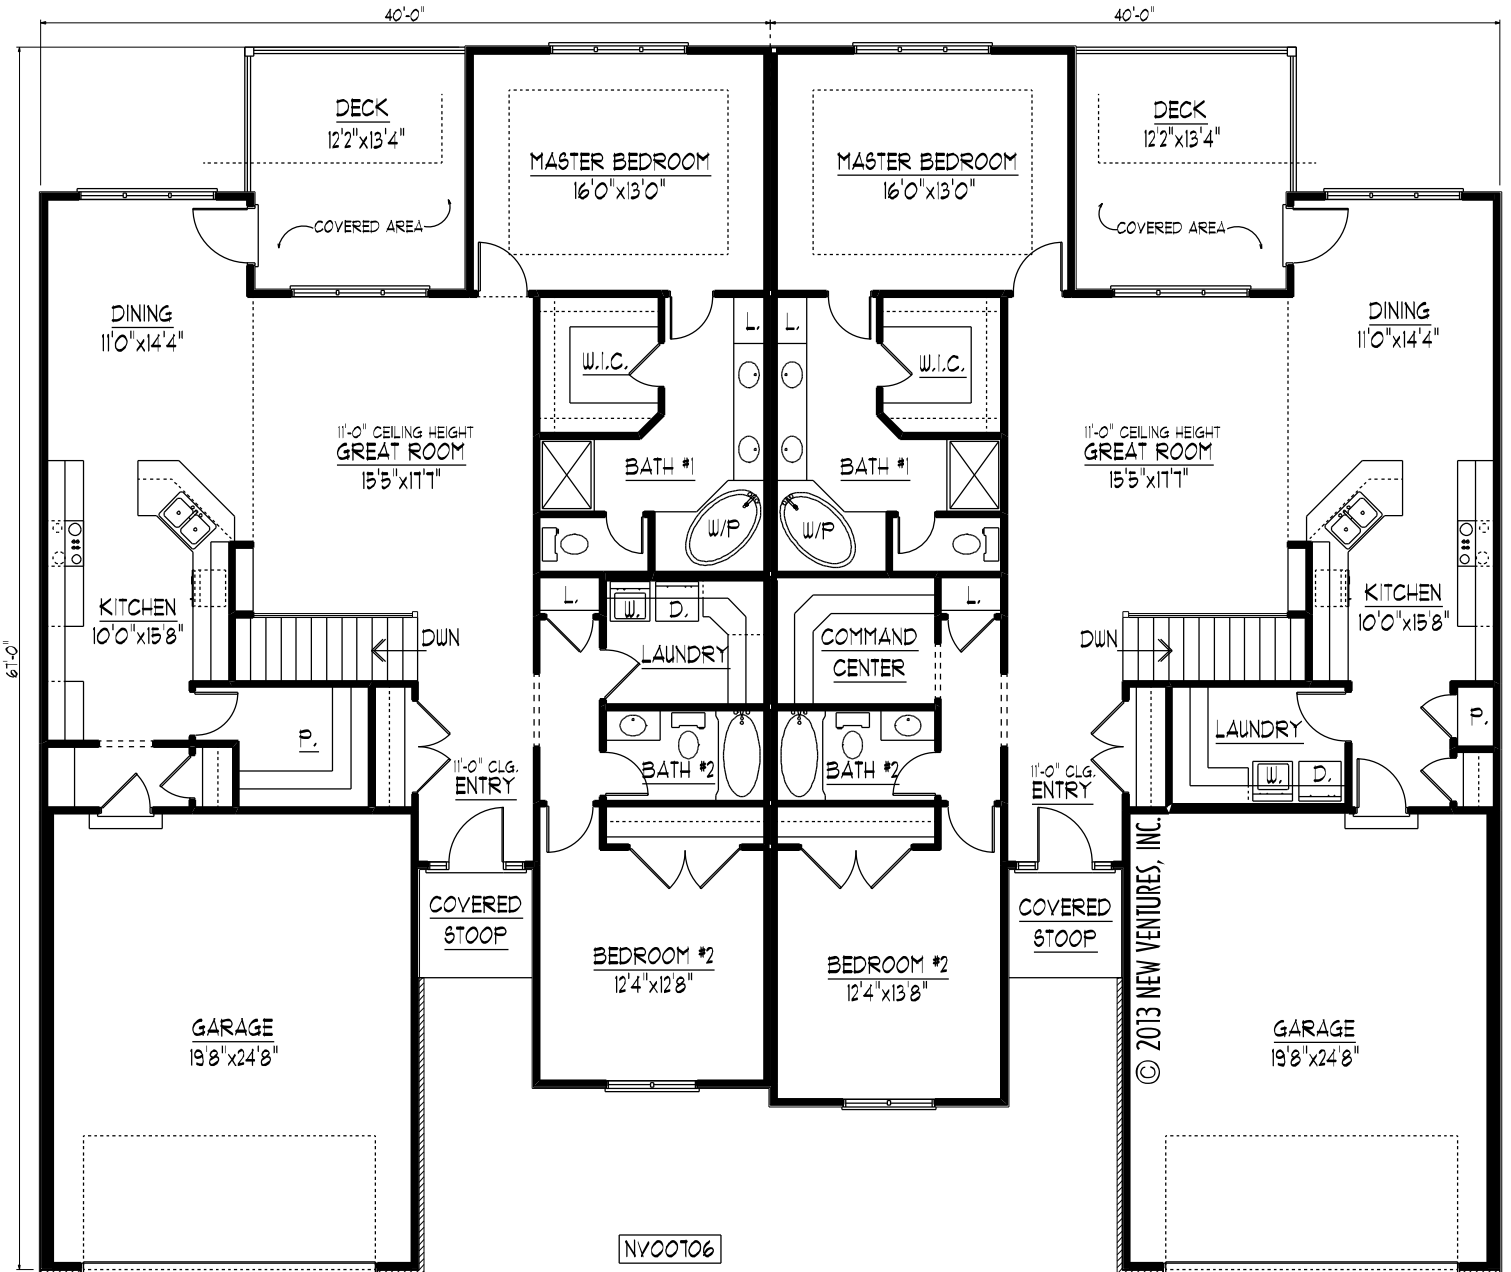 40'-0"
40'-0"
DECK
12'2"x13'4"
MASTER BEDROOM
16'0"x13'0"
MASTER BEDROOM
16'0"x13'0"
DECK
12'2"x13'4"
COVERED AREA
COVERED AREA
DINING
11'0"x14'4"
L.
L.
DINING
11'0"x14'4"
W.I.C.
W.I.C.
11'-0" CEILING HEIGHT
GREAT ROOM
15'5"x17'7"
BATH #1
BATH #1
11'-0" CEILING HEIGHT
GREAT ROOM
15'5"x17'7"
W/P
W/P
KITCHEN
10'0"x15'8"
L.
W.
D.
L.
KITCHEN
10'0"x15'8"
67'-0"
DWN
LAUNDRY
COMMAND
CENTER
DWN
P.
LAUNDRY
P.
11'-0" CLG.
ENTRY
BATH #2
BATH #2
11'-0" CLG.
ENTRY
W.
D.
COVERED
STOOP
COVERED
STOOP
BEDROOM #2
12'4"x12'8"
BEDROOM #2
12'4"x13'8"
© 2013 NEW VENTURES, INC.
GARAGE
19'8"x24'8"
GARAGE
19'8"x24'8"
NV00706